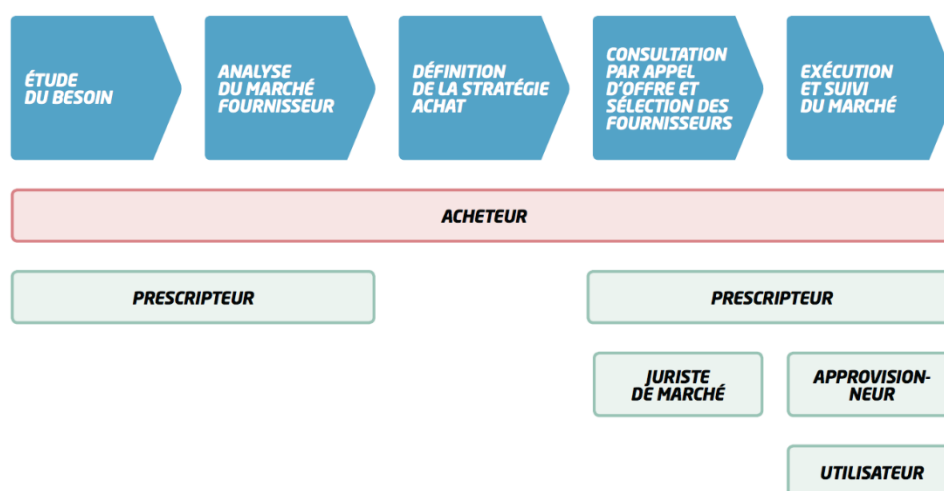 ÉTUDE
DU BESOIN
ANALYSE
DU MARCHÉ
FOURNISSEUR
DÉFINITION
DE LA STRATÉGIE
ACHAT
CONSULTATION
PAR APPEL
D'OFFRE ET
SÉLECTION DES
FOURNISSEURS
EXÉCUTION
ET SUIVI
DU MARCHÉ
ACHETEUR
PRESCRIPTEUR
PRESCRIPTEUR
JURISTE
DE MARCHÉ
APPROVISION-
NEUR
UTILISATEUR